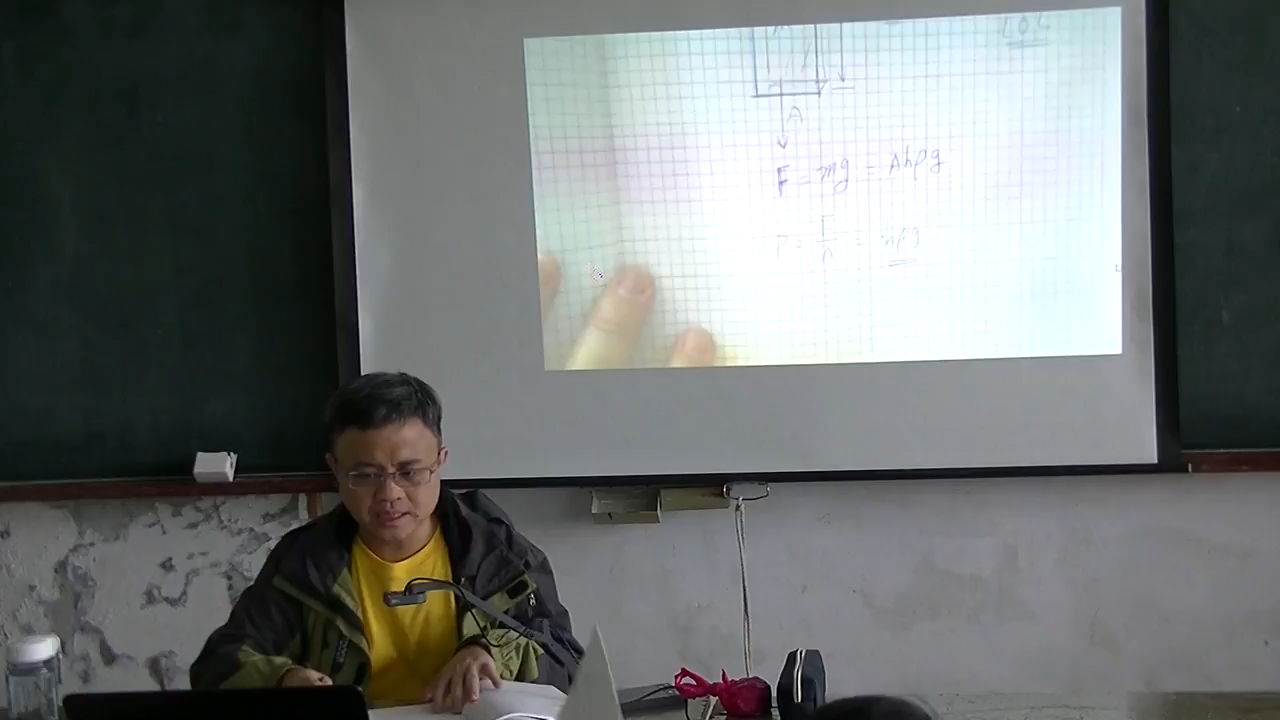 A
F = mg = Ahρg
P = F/A = hρg